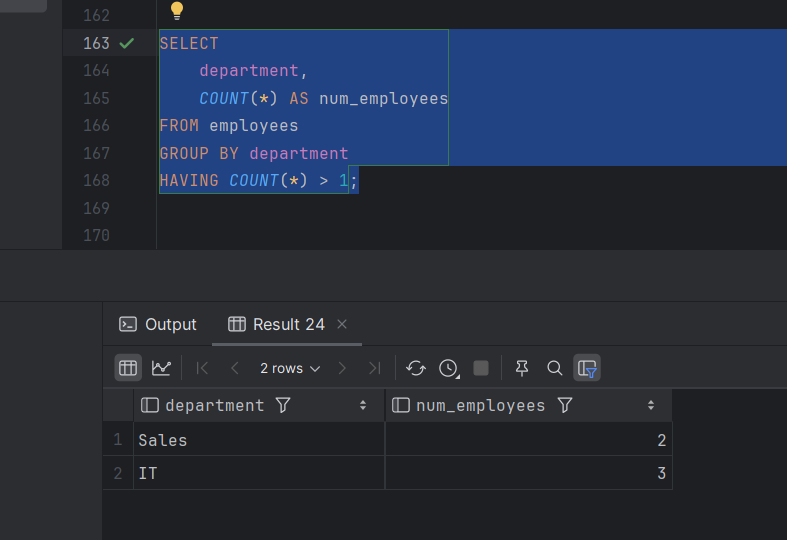 162
163 SELECT
164 department,
165 COUNT(*) AS num_employees
166 FROM employees
167 GROUP BY department
168 HAVING COUNT(*) > 1;
169
170
Output Result 24
2 rows
department num_employees
1 Sales 2
2 IT 3